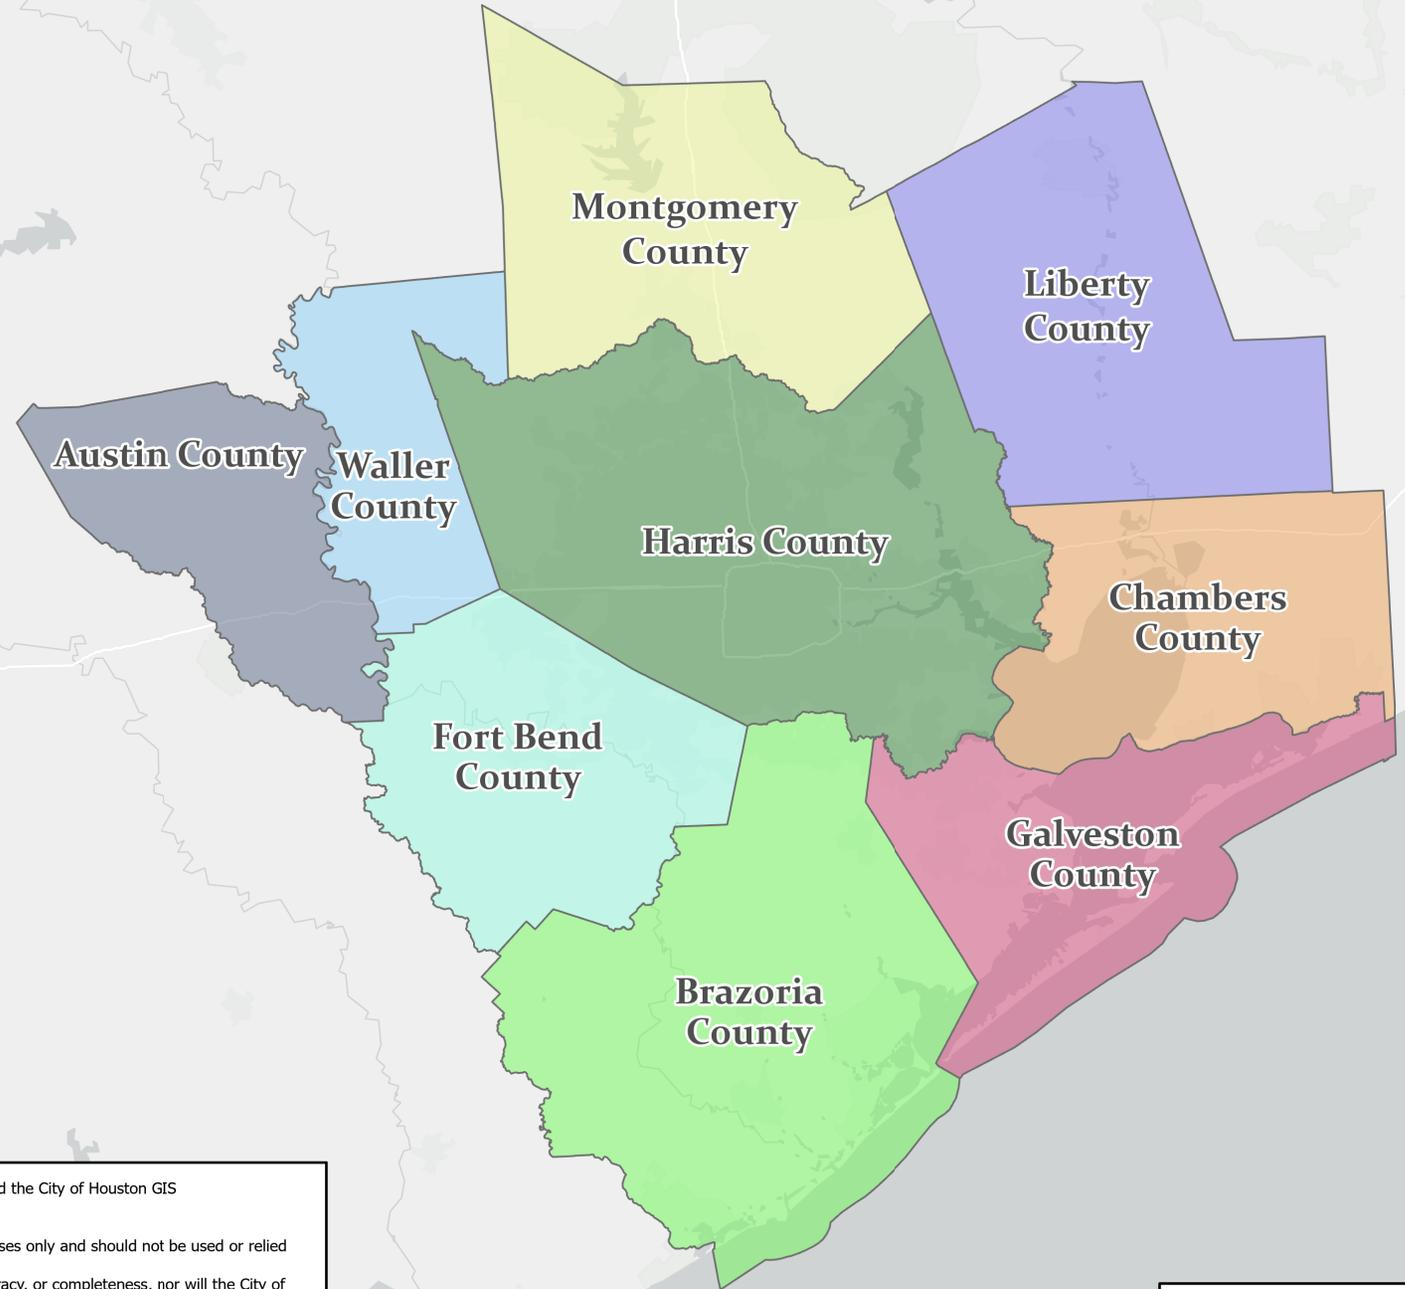 Montgomery
County
Liberty
County
Austin County
Waller
County
Harris County
Chambers
County
Fort Bend
County
Galveston
County
Brazoria
County
d the City of Houston GIS
ses only and should not be used or relied
racy, or completeness, nor will the City of